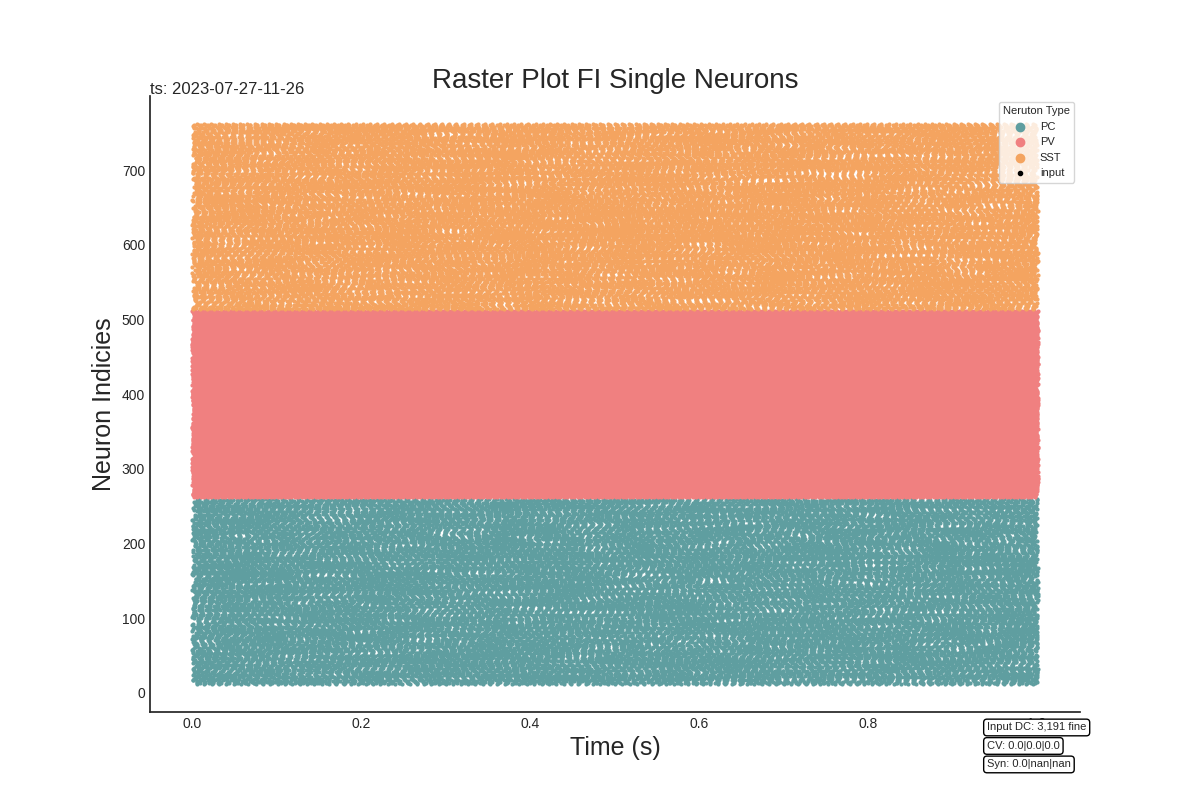 Raster Plot FI Single Neurons
ts: 2023-07-27-11-26
Neruton Type
PC
PV
SST
input
Neuron Indicies
700
600
500
400
300
200
100
0
0.0
0.2
0.4
0.6
0.8
Time (s)
Input DC: 3,191 fine
CV: 0.0|0.0|0.0
Syn: 0.0|nan|nan